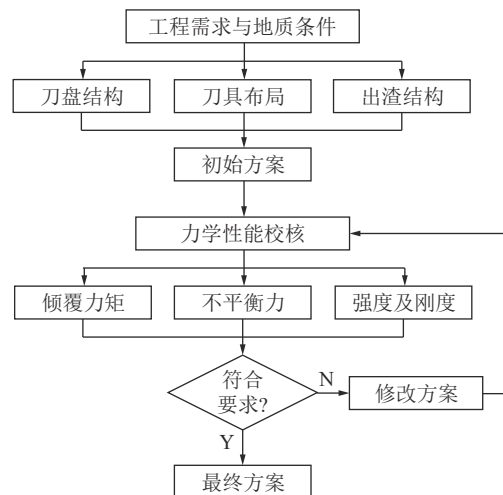 工程需求与地质条件
刀盘结构
刀具布局
出渣结构
初始方案
力学性能校核
倾覆力矩
不平衡力
强度及刚度
符合
要求?
N
修改方案
Y
最终方案